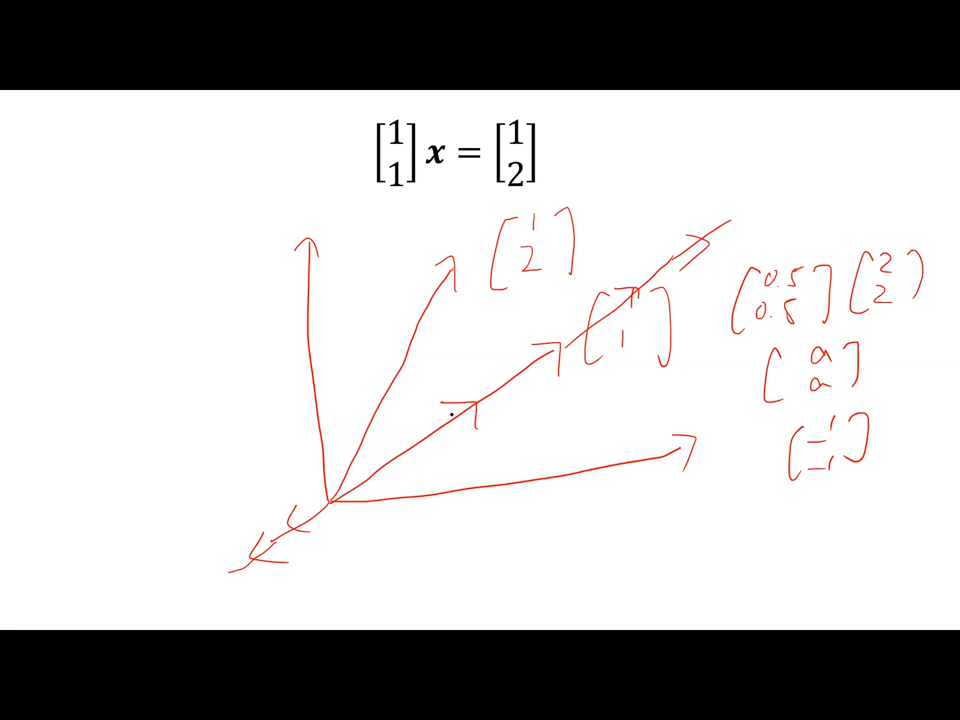 [1 1] x = [1 2]
[1 2]
[1 1]
[0.5 0.5] [2 2]
[a a]
[-1 -1]